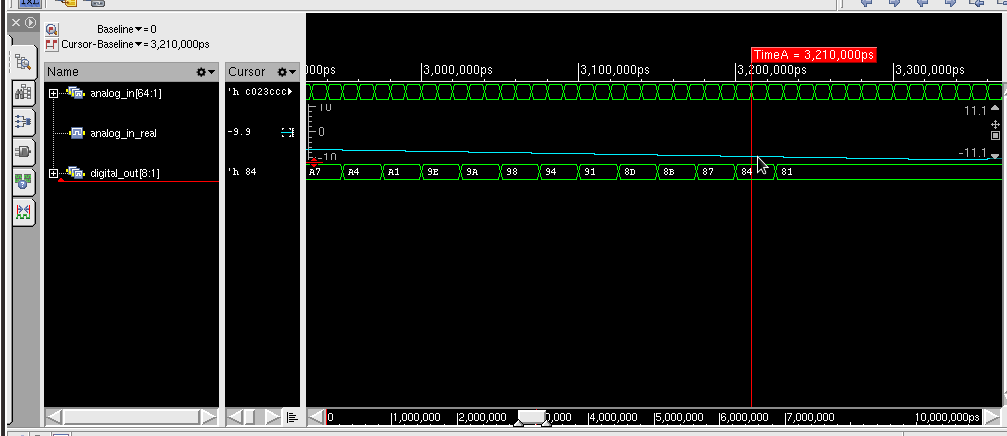 Baseline ▾ = 0
Cursor-Baseline ▾ = 3,210,000ps
TimeA = 3,210,000ps
Name
Cursor
000ps |3,000,000ps |3,100,000ps |3,200,000ps |3,300,000ps
analog_in[64:1] 'h c023ccc
10 11.1
analog_in_real -9.9 0
-10 -11.1
digital_out[8:1] 'h 84 A7 A4 A1 9E 9A 98 94 91 8D 8B 87 84 81
0 |1,000,000 |2,000,000 000 |4,000,000 |5,000,000 |6,000,000 |7,000,000 10,000,000ps